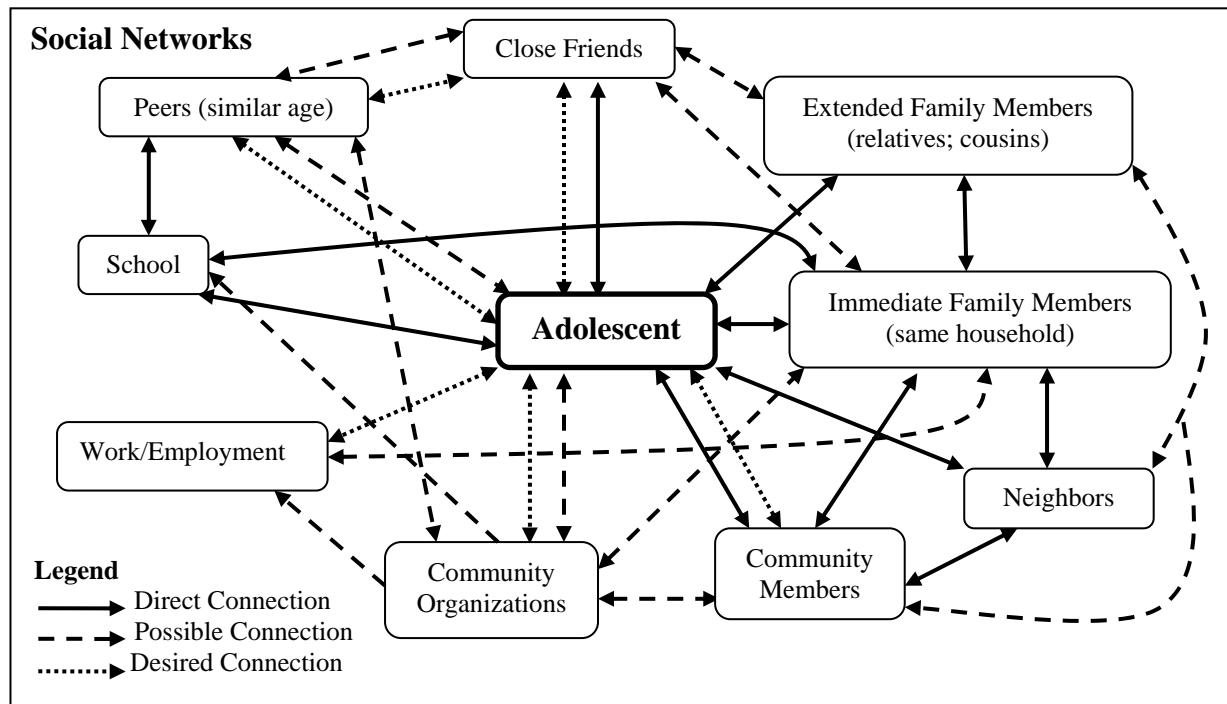 Social Networks
Close Friends
Peers (similar age)
Extended Family Members
(relatives; cousins)
School
Immediate Family Members
(same household)
Adolescent
Work/Employment
Neighbors
Community
Organizations
Community
Members
Legend
Direct Connection
Possible Connection
Desired Connection